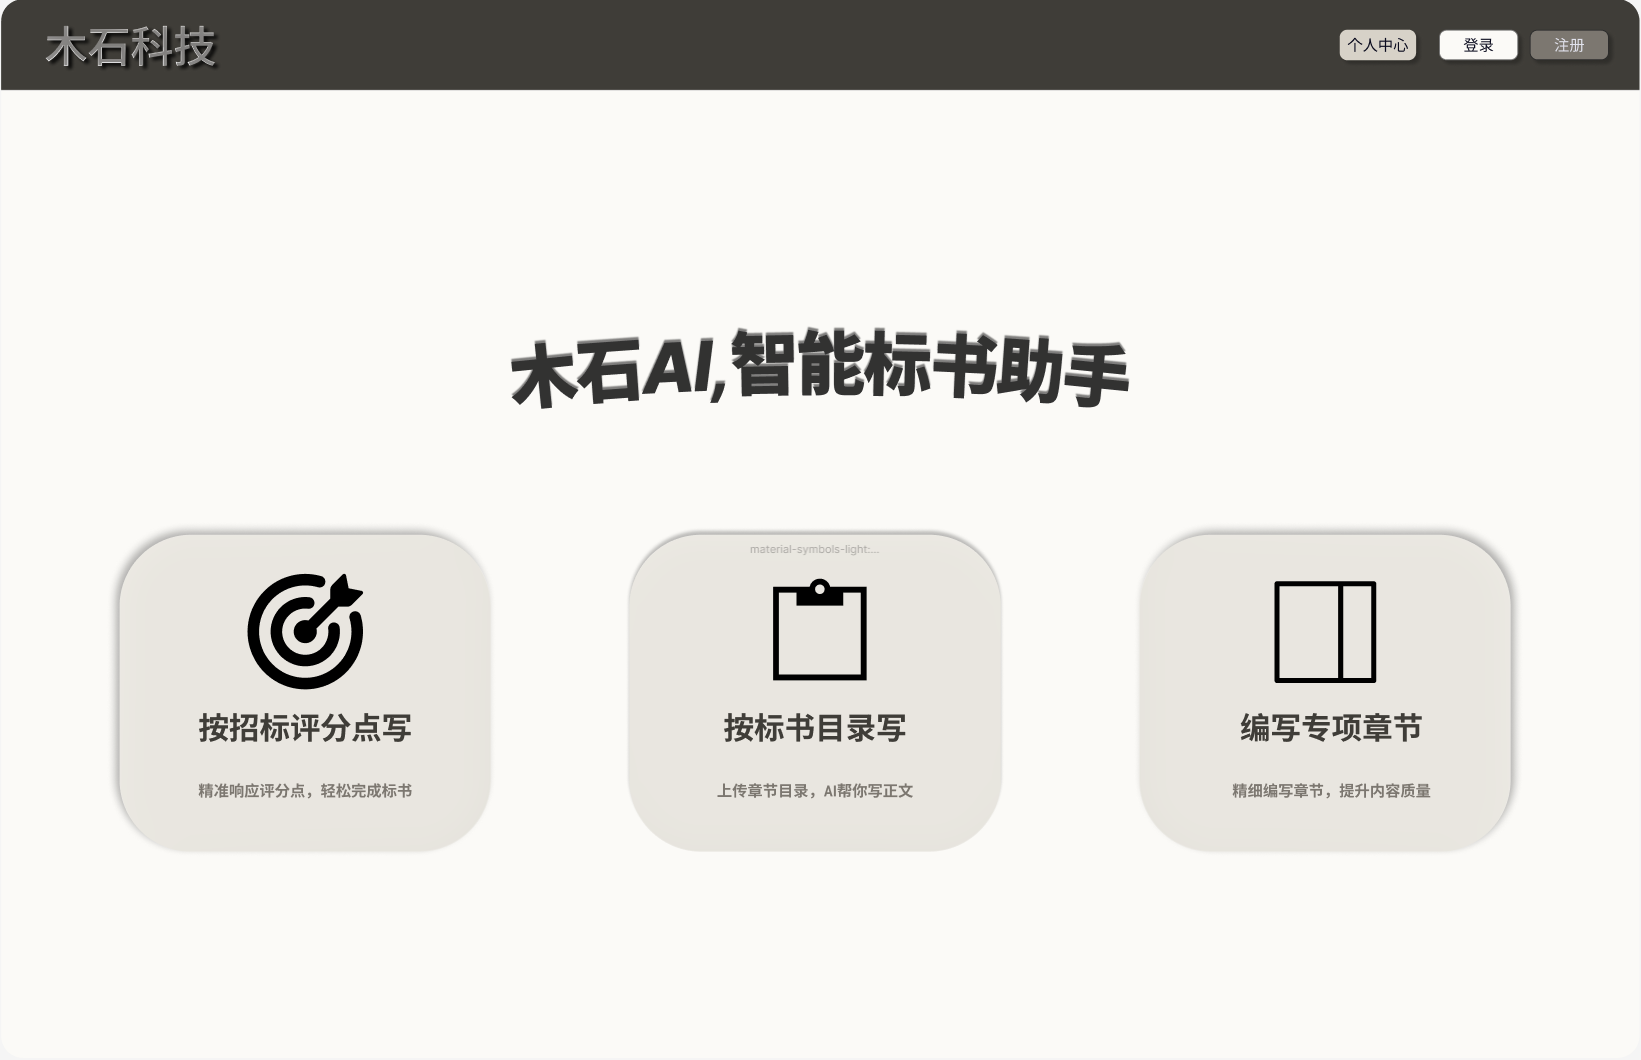 木石科技
个人中心
登录
注册
木石AI,智能标书助手
material-symbols-light:...
按招标评分点写
按标书目录写
编写专项章节
精准响应评分点，轻松完成标书
上传章节目录，AI帮你写正文
精细编写章节，提升内容质量